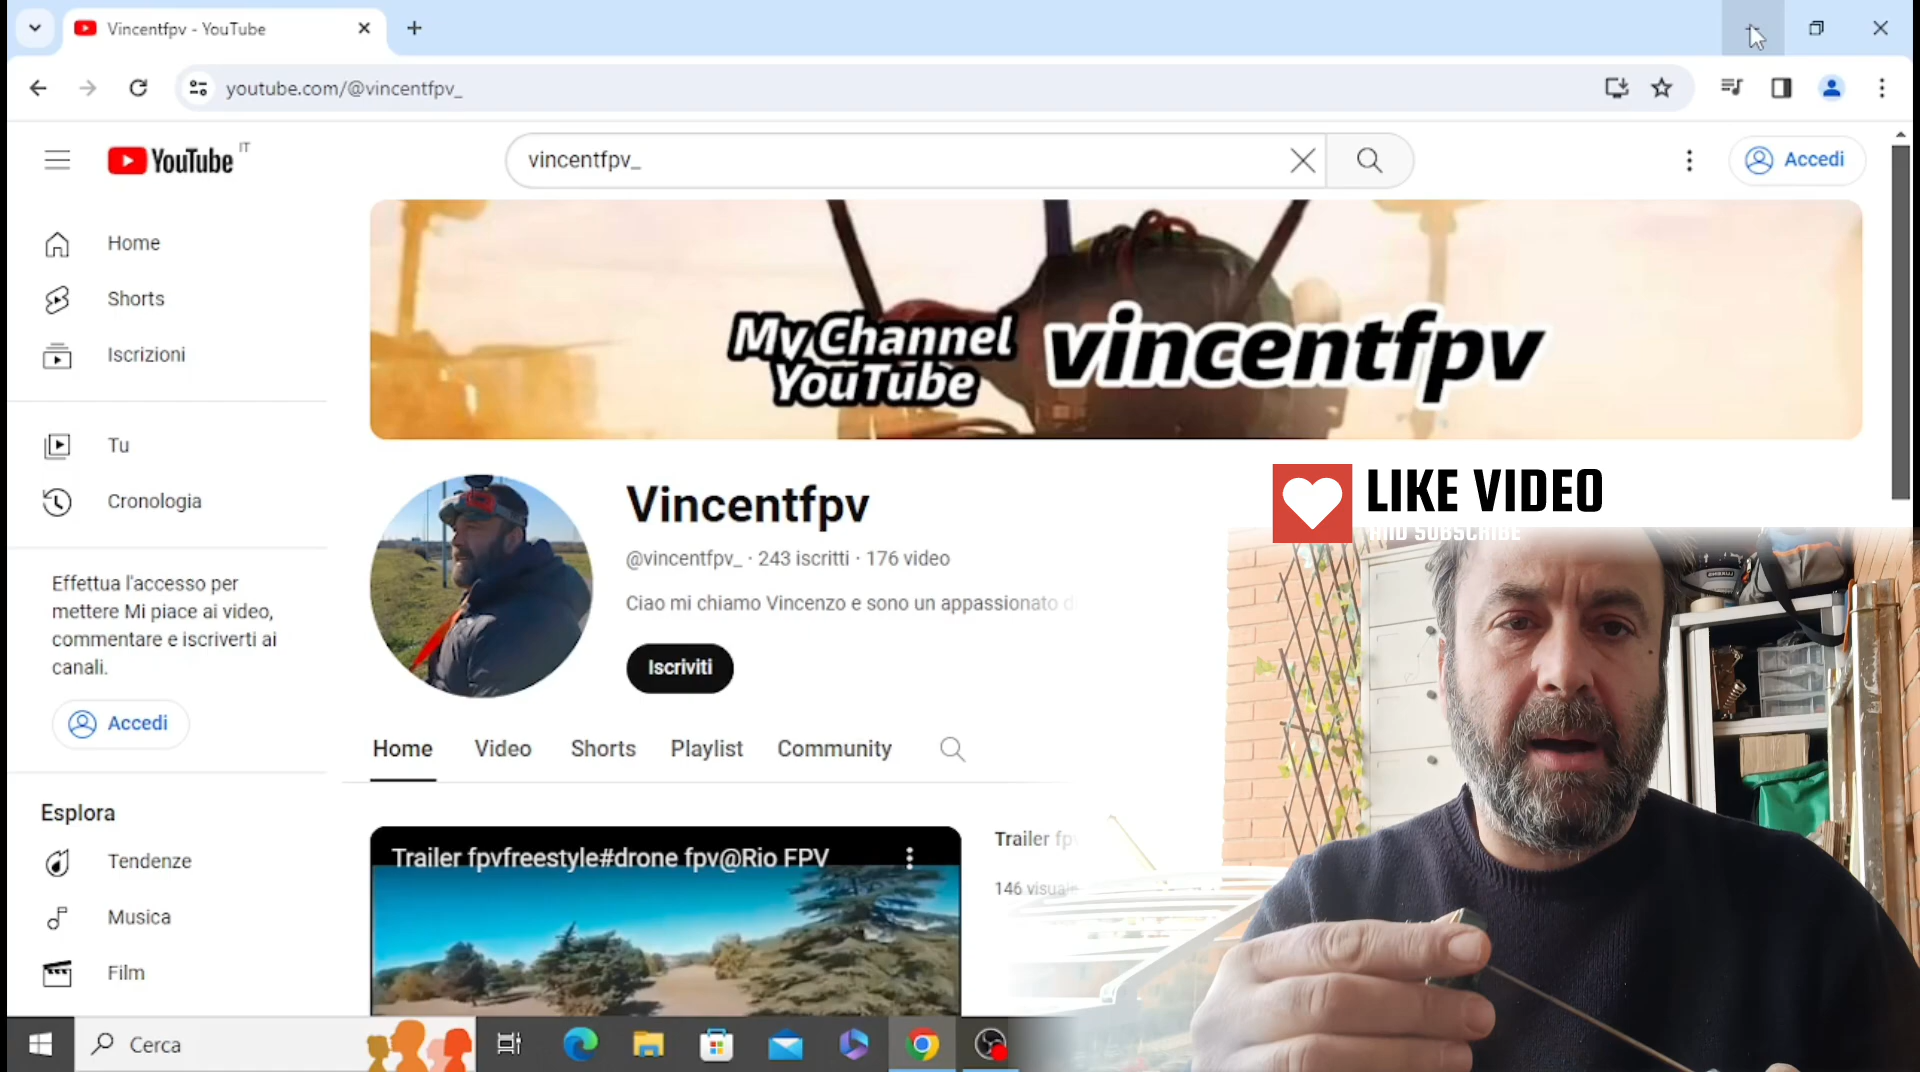 Vincentfpv - YouTube
youtube.com/@vincentfpv_
YouTube IT
vincentfpv_
Accedi
Home
Shorts
Iscrizioni
Tu
Cronologia
Effettua l'accesso per
mettere Mi piace ai video,
commentare e iscriverti ai
canali.
Accedi
Esplora
Tendenze
Musica
Film
My Channel
YouTube
vincentfpv
Vincentfpv
@vincentfpv_ · 243 iscritti · 176 video
Ciao mi chiamo Vincenzo e sono un appassionato
Iscriviti
LIKE VIDEO
AND SUBSCRIBE
Home Video Shorts Playlist Community
Trailer fpvfreestyle#drone fpv@Rio FPV
Trailer
146
Cerca